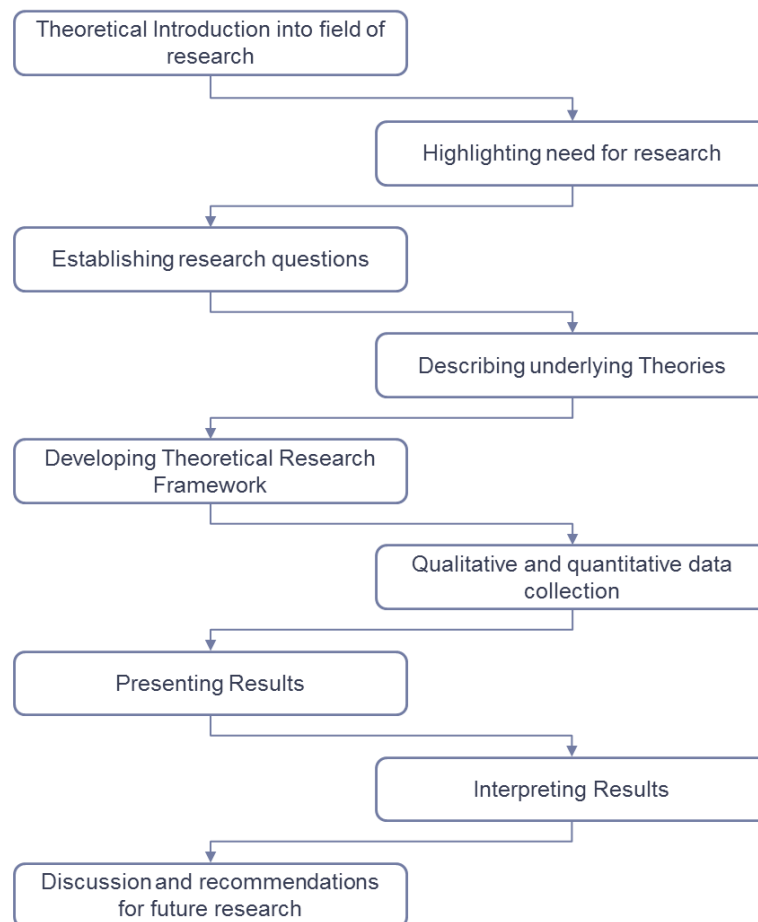 Theoretical Introduction into field of
research
Highlighting need for research
Establishing research questions
Describing underlying Theories
Developing Theoretical Research
Framework
Qualitative and quantitative data
collection
Presenting Results
Interpreting Results
Discussion and recommendations
for future research